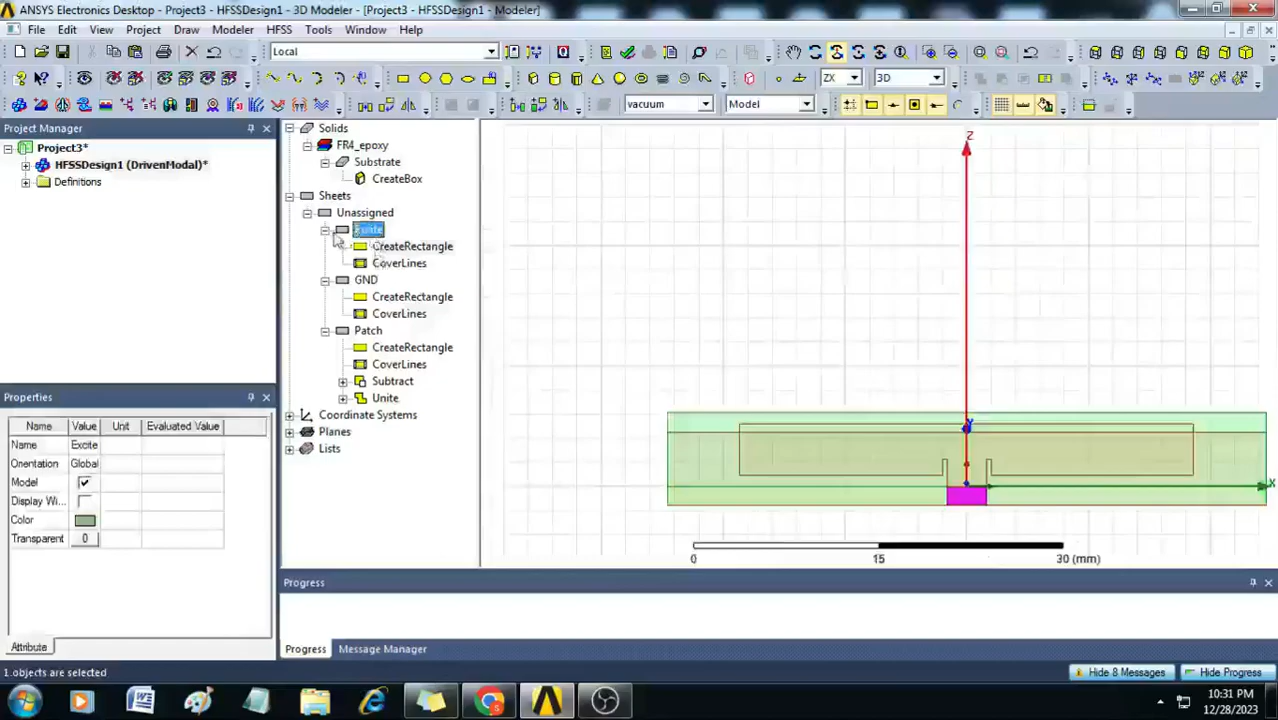 ANSYS Electronics Desktop - Project3 - HFSSDesign1 - 3D Modeler - [Project3 - HFSSDesign1 - Modeler]
File Edit View Project Draw Modeler HFSS Tools Window Help
Local
ZX 3D
vacuum Model
Project Manager
Project3*
HFSSDesign1 (DrivenModal)*
Definitions
Solids
FR4_epoxy
Substrate
CreateBox
Sheets
Unassigned
CreateRectangle
CoverLines
GND
CreateRectangle
CoverLines
Patch
CreateRectangle
CoverLines
Subtract
Unite
Coordinate Systems
Planes
Lists
Z
Y
X
0 15 30 (mm)
Properties
Name Value Unit Evaluated Value
Name Excite
Orientation Global
Model
Display Wi...
Color
Transparent 0
Attribute
Progress
Progress Message Manager
1 objects are selected
Hide 8 Messages Hide Progress
10:31 PM
12/28/2023